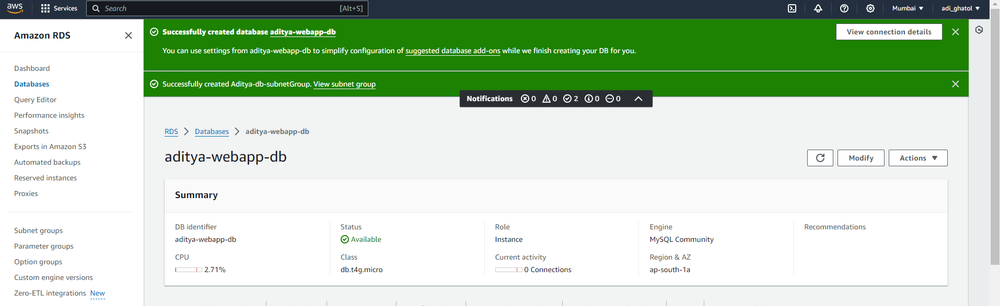 aws
Services
Search
[Alt+S]
Mumbai ▼
adi_ghatol ▼
Amazon RDS
Dashboard
Databases
Query Editor
Performance insights
Snapshots
Exports in Amazon S3
Automated backups
Reserved instances
Proxies
Subnet groups
Parameter groups
Option groups
Custom engine versions
Zero-ETL integrations New
Successfully created database aditya-webapp-db
View connection details
You can use settings from aditya-webapp-db to simplify configuration of suggested database add-ons while we finish creating your DB for you.
Successfully created Aditya-db-subnetGroup. View subnet group
Notifications 0 0 2 0 0
RDS > Databases > aditya-webapp-db
aditya-webapp-db
Modify
Actions ▼
Summary
DB identifier
aditya-webapp-db
CPU
2.71%
Status
Available
Class
db.t4g.micro
Role
Instance
Current activity
0 Connections
Engine
MySQL Community
Region & AZ
ap-south-1a
Recommendations